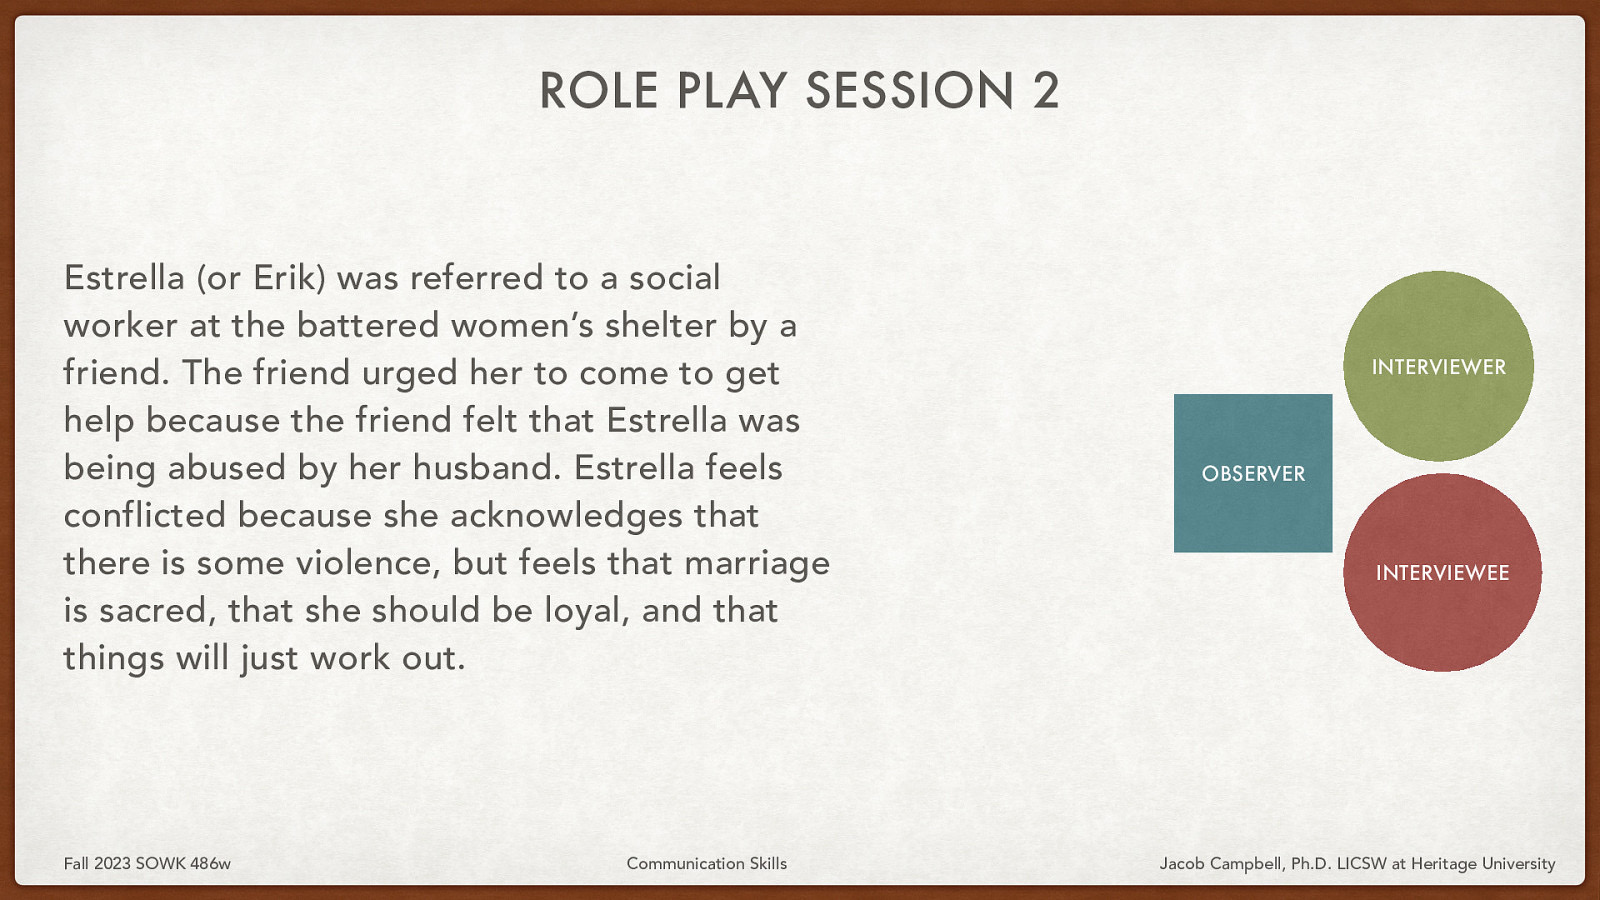 ROLE PLAY SESSION 2
Estrella (or Erik) was referred to a social
worker at the battered women’s shelter by a
friend. The friend urged her to come to get
help because the friend felt that Estrella was
being abused by her husband. Estrella feels
conflicted because she acknowledges that
there is some violence, but feels that marriage
is sacred, that she should be loyal, and that
things will just work out.
INTERVIEWER
OBSERVER
INTERVIEWEE
Fall 2023 SOWK 486w
Communication Skills
Jacob Campbell, Ph.D. LICSW at Heritage University